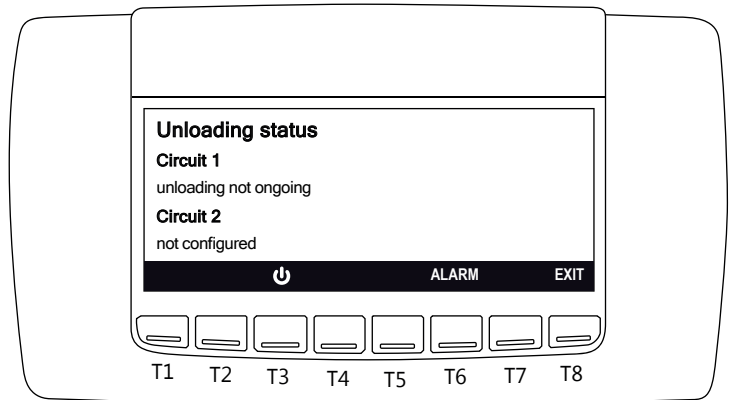 Unloading status
Circuit 1
unloading not ongoing
Circuit 2
not configured
ALARM EXIT
T1 T2 T3 T4 T5 T6 T7 T8